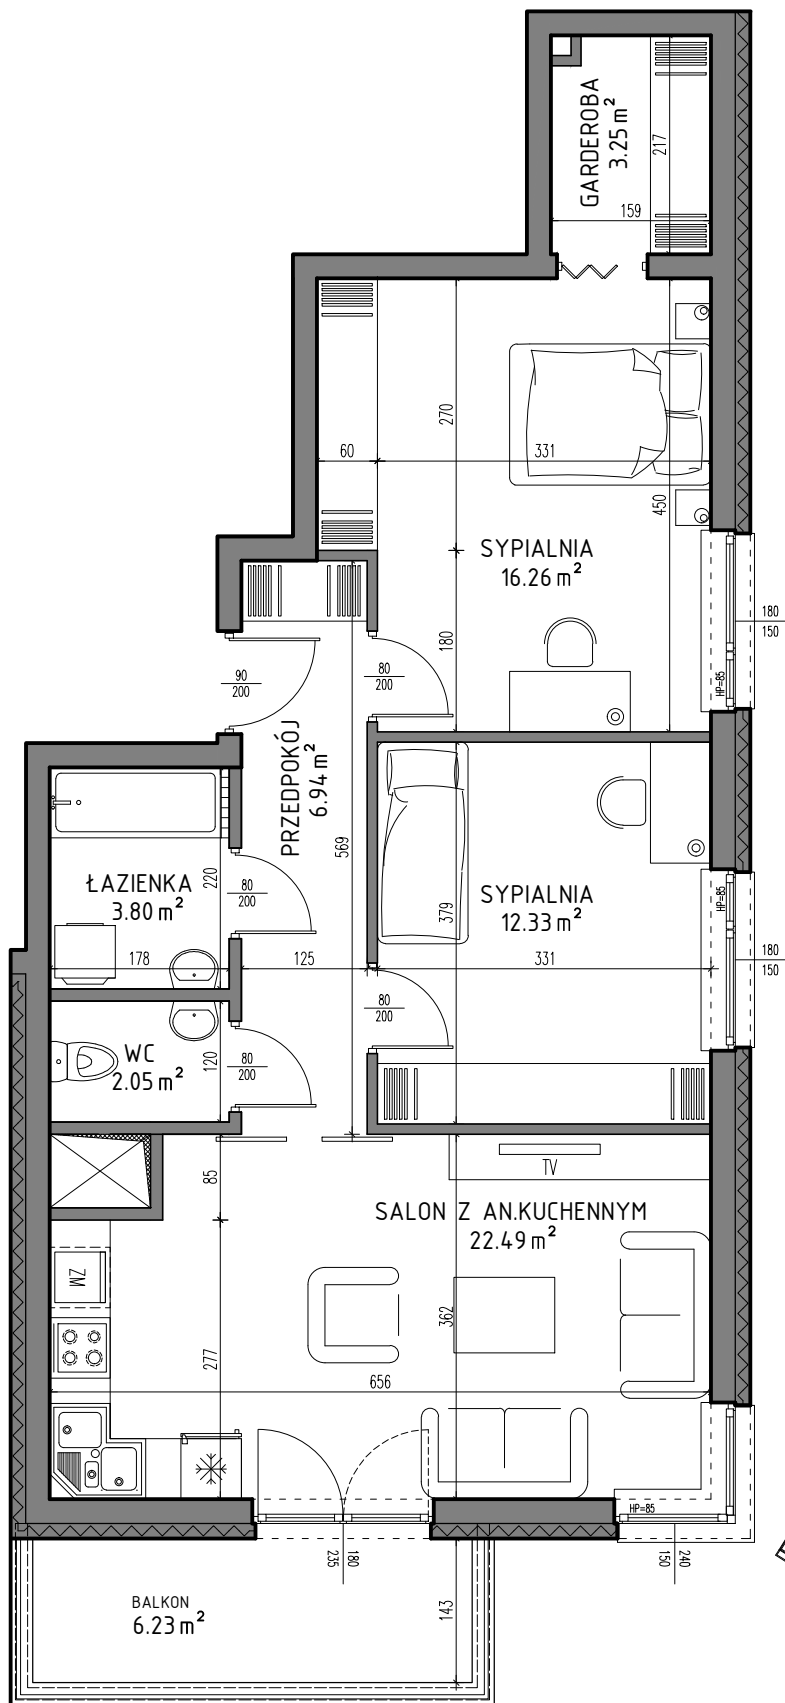 GARDEROBA
3.25 m²
217
159
270
60
331
450
SYPIALNIA
16.26 m²
180
180
150
HP=85
90
200
80
200
PRZEDPOKÓJ
6.94 m²
569
ŁAZIENKA
3.80 m²
220
80
200
178
125
379
SYPIALNIA
12.33 m²
HP=85
331
180
150
80
200
WC
2.05 m²
120
80
200
85
TV
SALON Z AN.KUCHENNYM
22.49 m²
ZM
362
277
656
HP=85
180
235
240
150
BALKON
6.23 m²
143